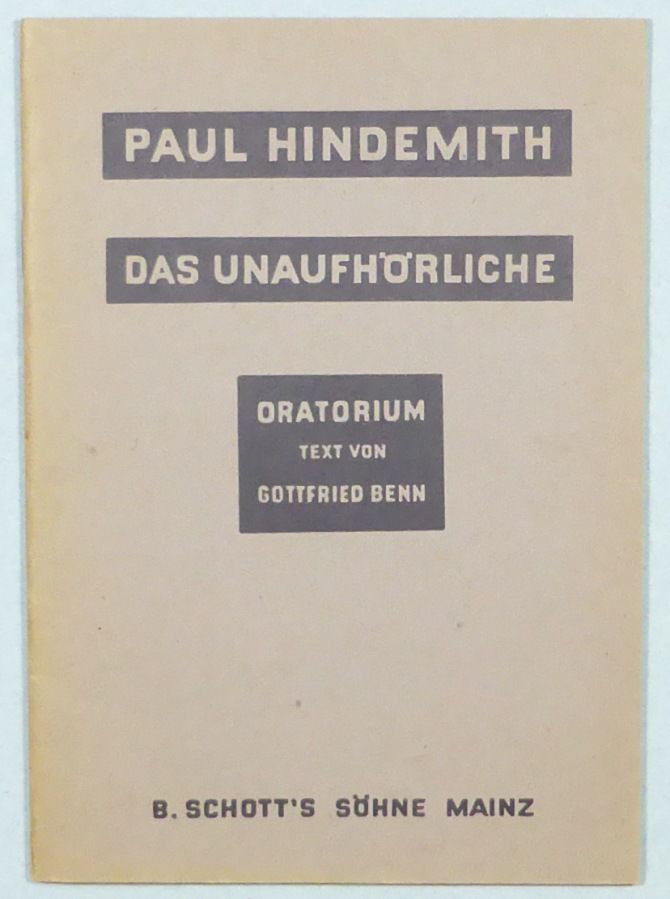 PAUL HINDEMITH
DAS UNAUFHÖRLICHE
ORATORIUM
TEXT VON
GOTTFRIED BENN
B. SCHOTT'S SÖHNE MAINZ